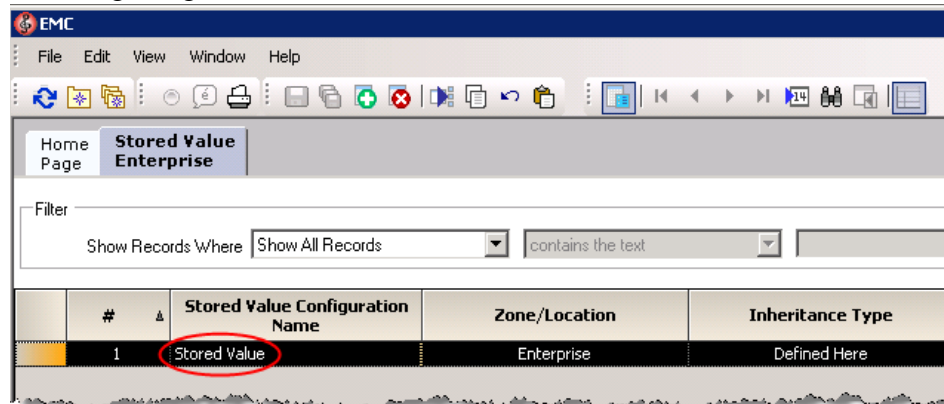 EMC
File Edit View Window Help
14
Home Page
Stored Value Enterprise
Filter
Show Records Where Show All Records contains the text
# Stored Value Configuration Name Zone/Location Inheritance Type
1 Stored Value Enterprise Defined Here